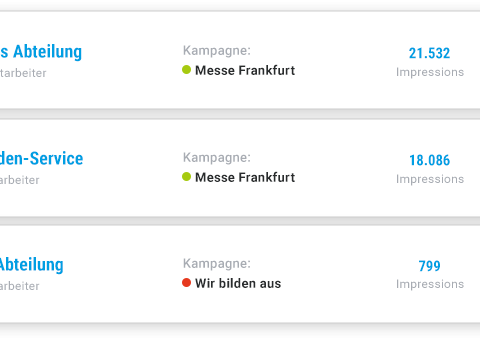 s Abteilung
Kampagne:
21.532
tarbeiter
Messe Frankfurt
Impressions
den-Service
Kampagne:
18.086
arbeiter
Messe Frankfurt
Impressions
Abteilung
Kampagne:
799
arbeiter
Wir bilden aus
Impressions